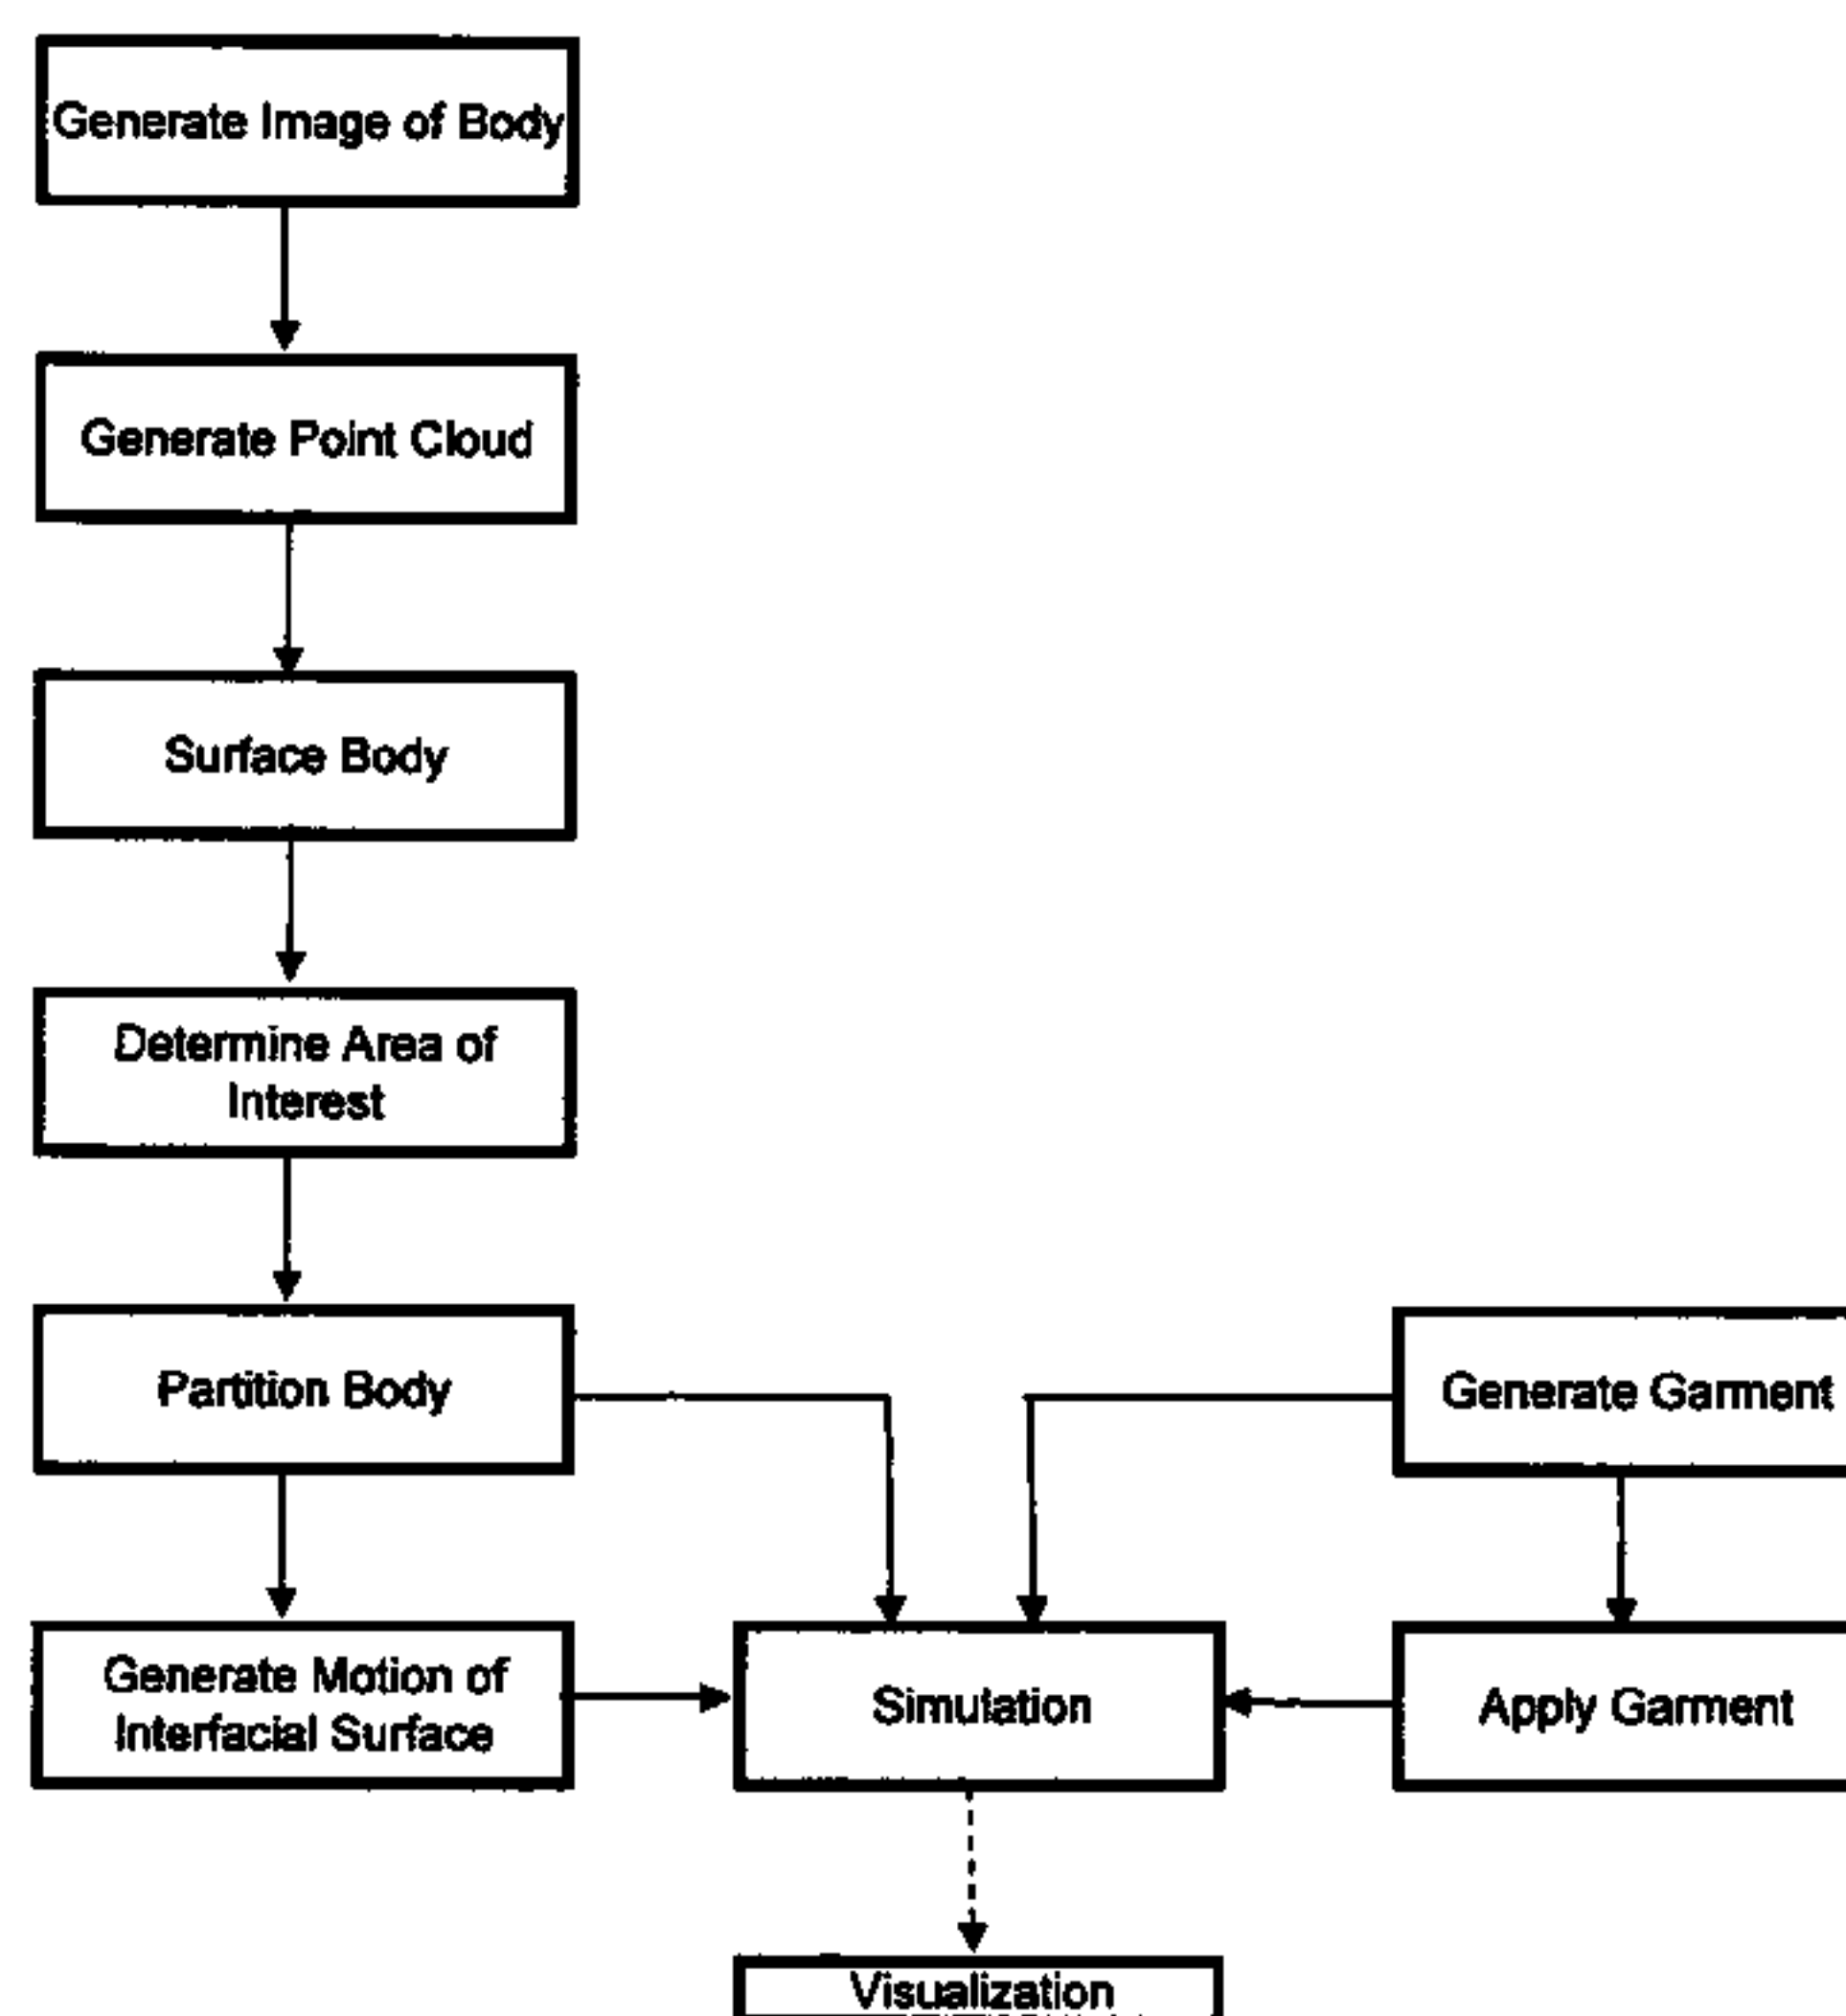 Generate Image of Body
Generate Point Cloud
Surface Body
Determine Area of
Interest
Partition Body
Generate Garment
Generate Motion of
Interfacial Surface
Simulation
Apply Garment
Visualization